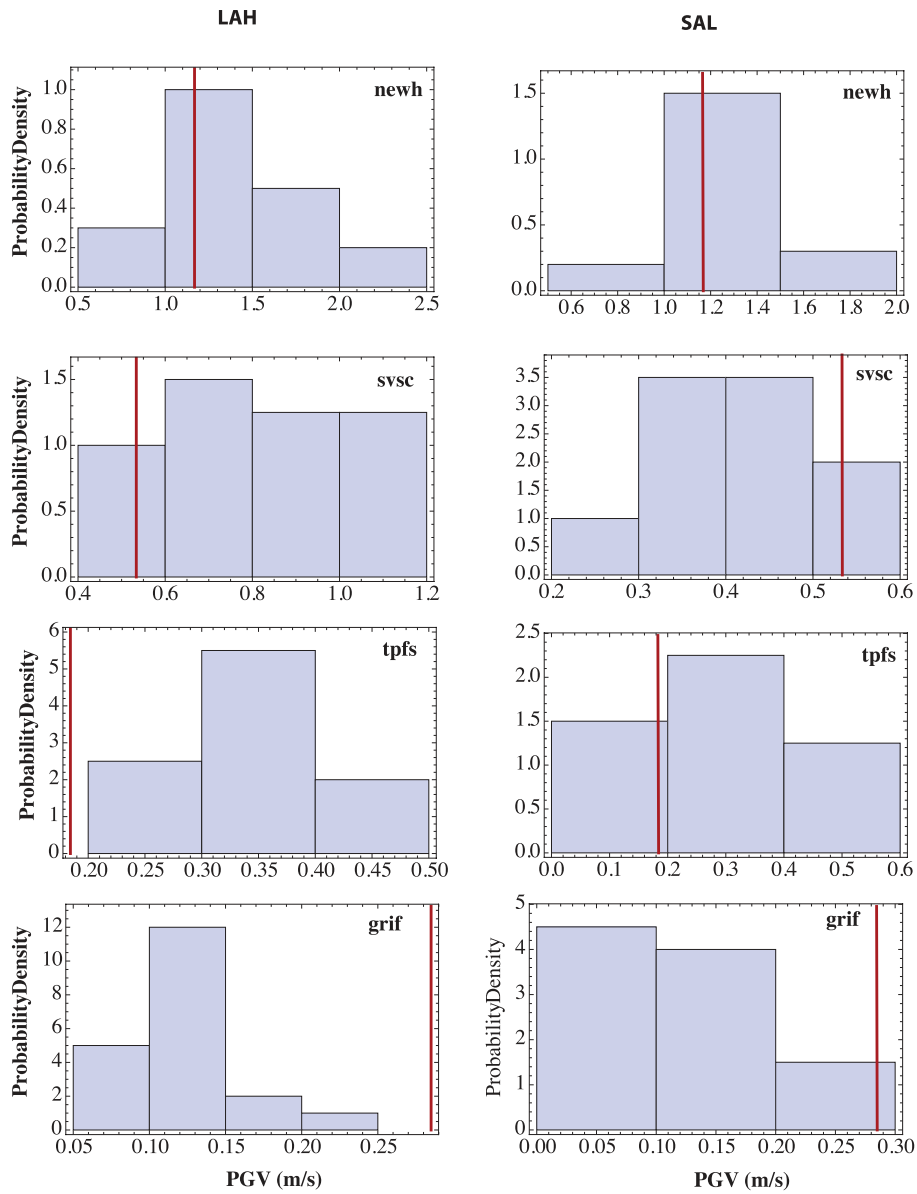 LAH
SAL
ProbabilityDensity
1.0
0.8
0.6
0.4
0.2
0.0
newh
0.5 1.0 1.5 2.0 2.5
1.5
1.0
0.5
0.0
newh
0.6 0.8 1.0 1.2 1.4 1.6 1.8 2.0
ProbabilityDensity
1.5
1.0
0.5
0.0
svsc
0.4 0.6 0.8 1.0 1.2
3.5
3.0
2.5
2.0
1.5
1.0
0.5
0.0
svsc
0.2 0.3 0.4 0.5 0.6
ProbabilityDensity
6
5
4
3
2
1
0
tpfs
0.20 0.25 0.30 0.35 0.40 0.45 0.50
2.5
2.0
1.5
1.0
0.5
0.0
tpfs
0.0 0.1 0.2 0.3 0.4 0.5 0.6
ProbabilityDensity
12
10
8
6
4
2
0
grif
0.05 0.10 0.15 0.20 0.25
PGV (m/s)
ProbabilityDensity
5
4
3
2
1
0
grif
0.00 0.05 0.10 0.15 0.20 0.25 0.30
PGV (m/s)